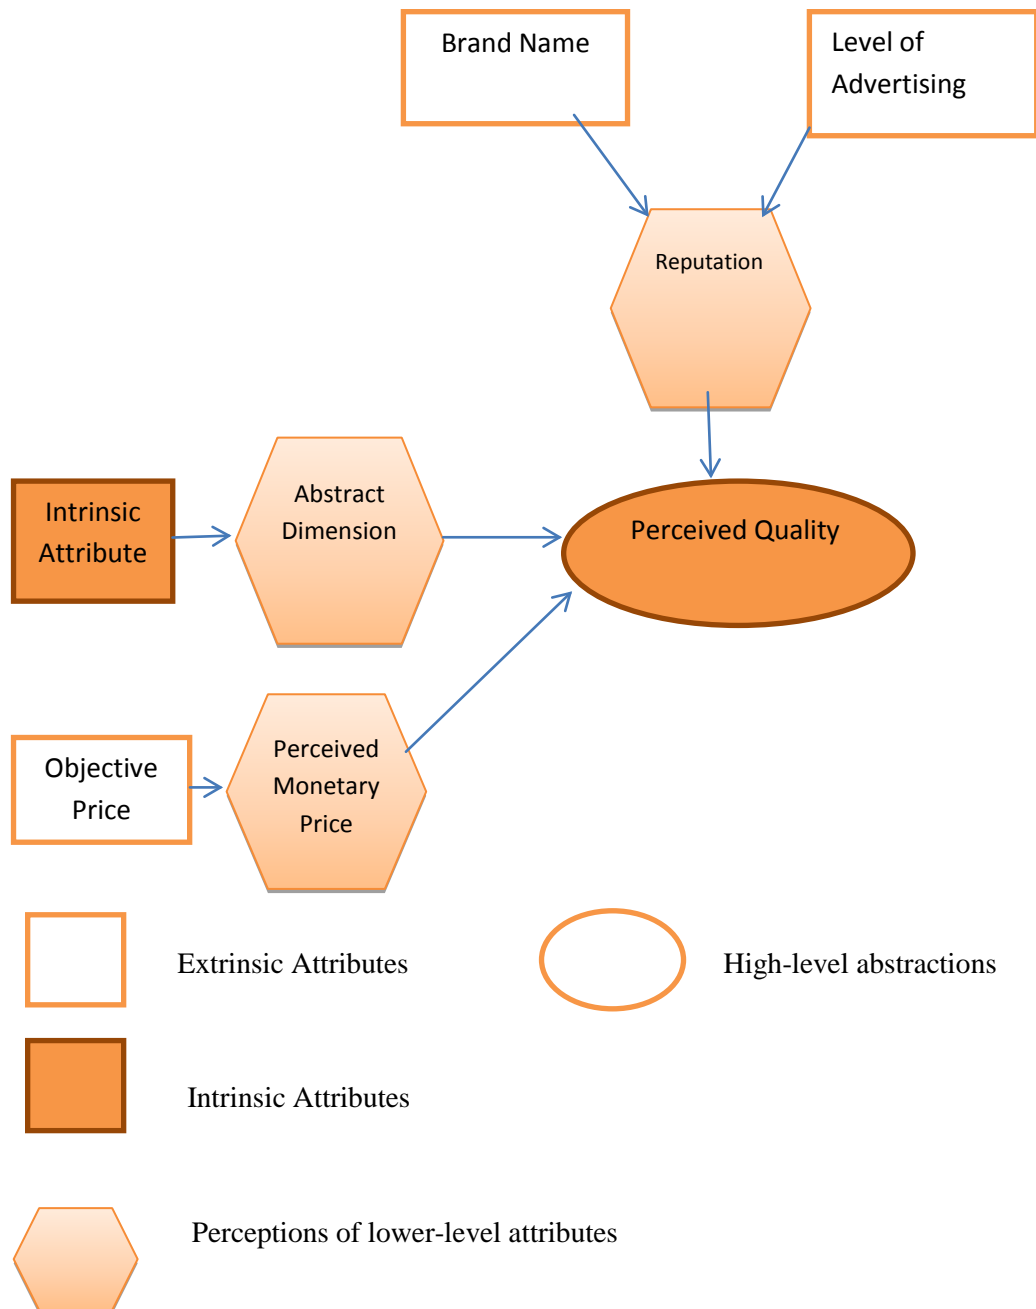 Brand Name
Level of
Advertising
Reputation
Intrinsic
Attribute
Abstract
Dimension
Perceived Quality
Objective
Price
Perceived
Monetary
Price
Extrinsic Attributes
High-level abstractions
Intrinsic Attributes
Perceptions of lower-level attributes